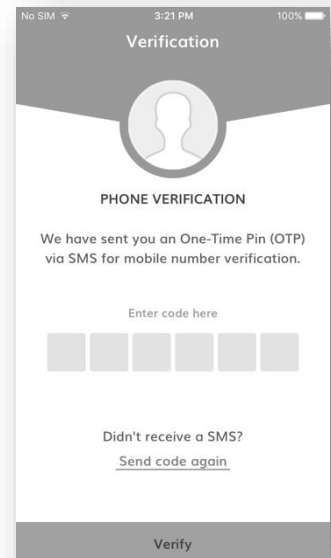 No SIM 3:21 PM 100%
Verification
PHONE VERIFICATION
We have sent you an One-Time Pin (OTP)
via SMS for mobile number verification.
Enter code here
Didn't receive a SMS?
Send code again
Verify